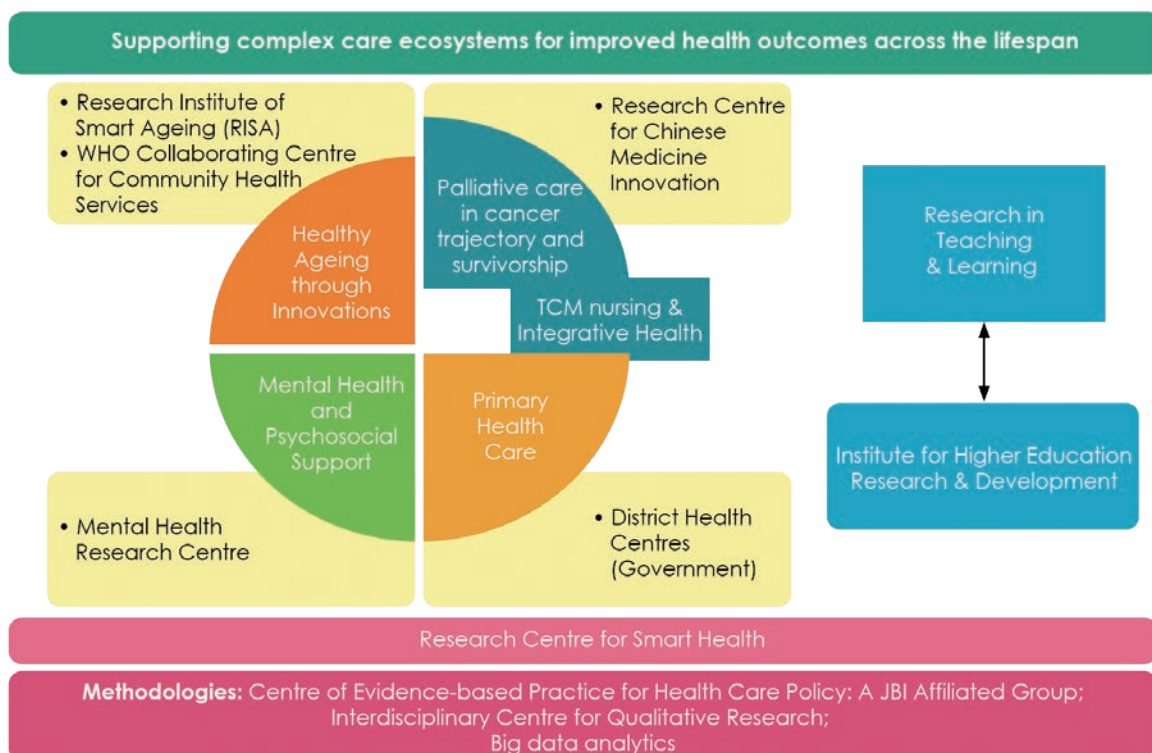 Supporting complex care ecosystems for improved health outcomes across the lifespan
• Research Institute of
Smart Ageing (RISA)
• WHO Collaborating Centre
for Community Health
Services
Healthy
Ageing
through
Innovations
• Research Centre
for Chinese
Medicine
Innovation
Palliative care
in cancer
trajectory and
survivorship
TCM nursing &
Integrative Health
Mental Health
and
Psychosocial
Support
• Mental Health
Research Centre
Primary
Health
Care
• District Health
Centres
(Government)
Research in
Teaching
& Learning
Institute for Higher Education
Research & Development
Research Centre for Smart Health
Methodologies: Centre of Evidence-based Practice for Health Care Policy: A JBI Affiliated Group;
Interdisciplinary Centre for Qualitative Research;
Big data analytics